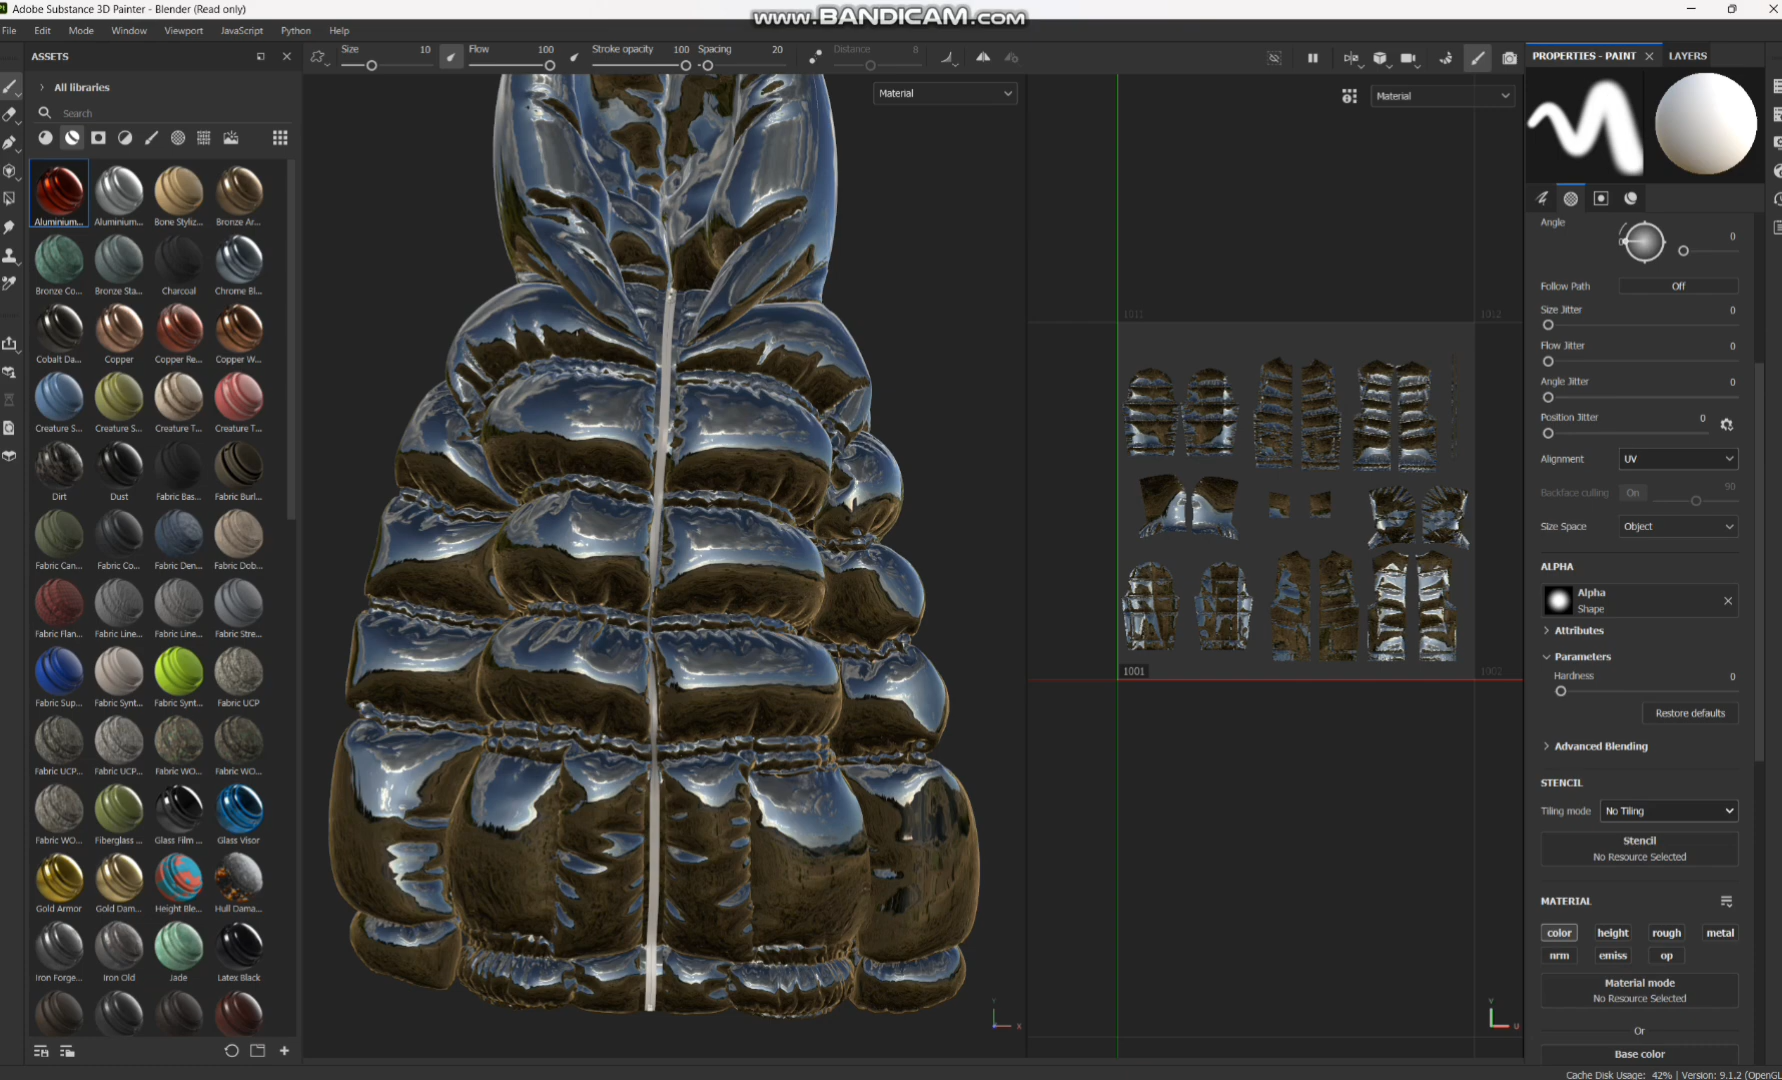 Adobe Substance 3D Painter - Blender (Read only)
WWW.BANDICAM.COM
File Edit Mode Window Viewport JavaScript Python Help
ASSETS
Size 10
Flow 100
Stroke opacity 100
Spacing 20
Distance 8
All libraries
Search
Aluminium... Aluminium... Bone Styliz... Bronze Ar...
Bronze Co... Bronze Sta... Charcoal Chrome Bl...
Cobalt Da... Copper Copper Re... Copper W...
Creature S... Creature S... Creature T... Creature T...
Dirt Dust Fabric Bas... Fabric Burl...
Fabric Can... Fabric Co... Fabric Den... Fabric Dob...
Fabric Flan... Fabric Line... Fabric Line... Fabric Stre...
Fabric Sup... Fabric Synt... Fabric Synt... Fabric UCP
Fabric UCP... Fabric UCP... Fabric WO... Fabric WO...
Fabric WO... Fiberglass ... Glass Film ... Glass Visor
Gold Armor Gold Dam... Height Ble... Hull Dama...
Iron Forge... Iron Old Jade Latex Black
Material
X
Material
1011 1012
1001 1002
V
U
PROPERTIES - PAINT LAYERS
Angle 0
Follow Path Off
Size Jitter 0
Flow Jitter 0
Angle Jitter 0
Position Jitter 0
Alignment UV
Backface culling On 90
Size Space Object
ALPHA
Alpha
Shape
Attributes
Parameters
Hardness 0
Restore defaults
Advanced Blending
STENCIL
Tiling mode No Tiling
Stencil
No Resource Selected
MATERIAL
color height rough metal
nrm emiss op
Material mode
No Resource Selected
Or
Base color
Cache Disk Usage: 42% | Version: 9.1.2 (OpenGL